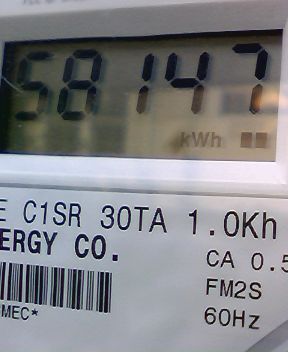 58147
kWh
E C1SR 30TA 1.0Kh
ERGY CO.
CA 0.5
FM2S
MEC*
60Hz